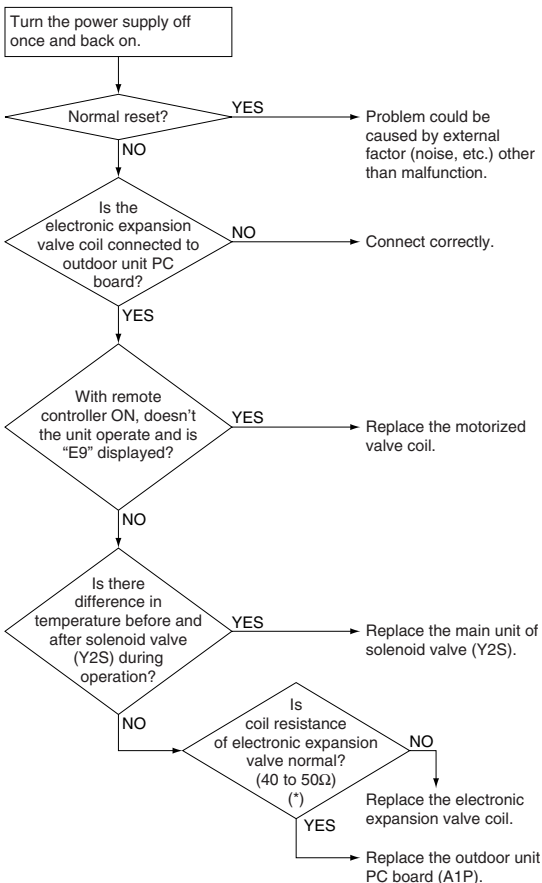 Turn the power supply off
once and back on.
Normal reset?
YES
Problem could be
caused by external
factor (noise, etc.) other
than malfunction.
NO
Is the
electronic expansion
valve coil connected to
outdoor unit PC
board?
NO
Connect correctly.
YES
With remote
controller ON, doesn't
the unit operate and is
“E9” displayed?
YES
Replace the motorized
valve coil.
NO
Is there
difference in
temperature before and
after solenoid valve
(Y2S) during
operation?
YES
Replace the main unit of
solenoid valve (Y2S).
NO
Is
coil resistance
of electronic expansion
valve normal?
(40 to 50Ω)
(*)
NO
Replace the electronic
expansion valve coil.
YES
Replace the outdoor unit
PC board (A1P).